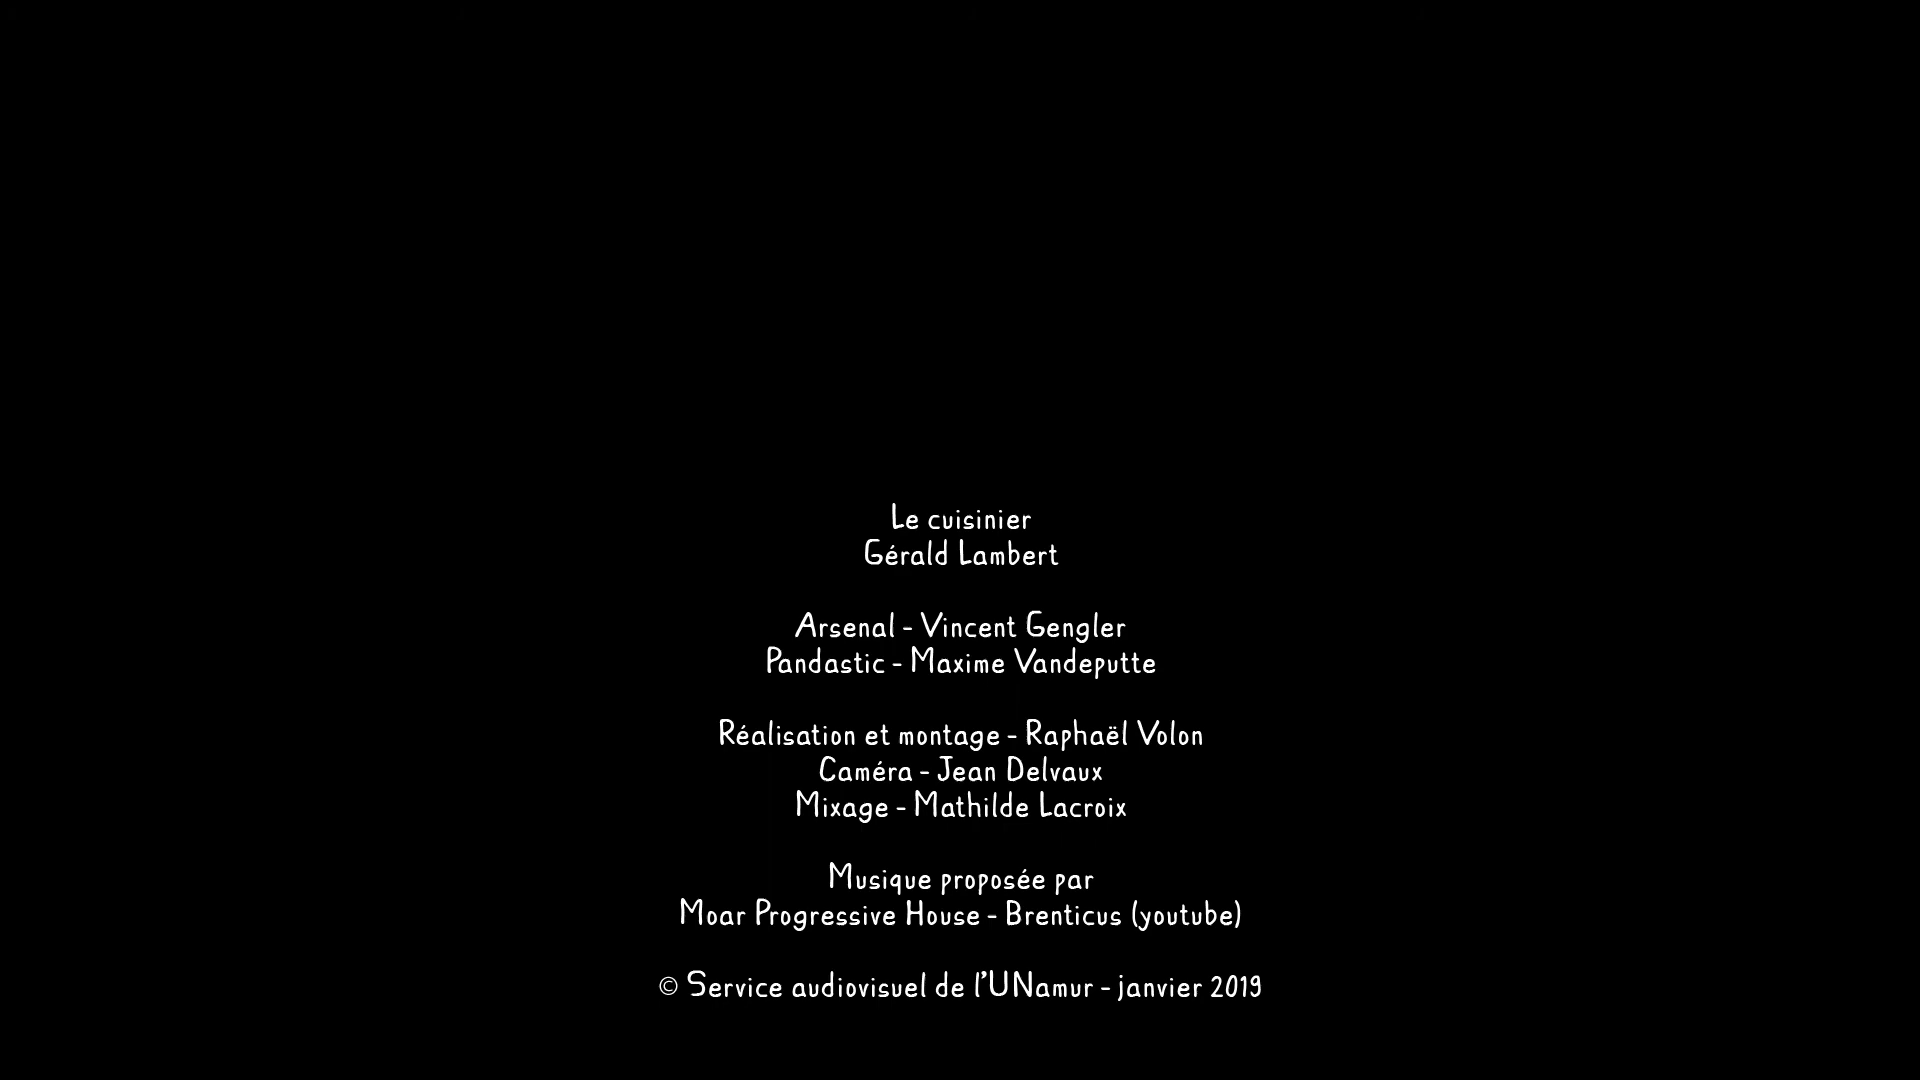 Le cuisinier
Gérald Lambert
Arsenal - Vincent Gengler
Pandastic - Maxime Vandeputte
Réalisation et montage - Raphaël Volon
Caméra - Jean Delvaux
Mixage - Mathilde Lacroix
Musique proposée par
Moar Progressive House - Brenticus (youtube)
© Service audiovisuel de l'UNamur - janvier 2019